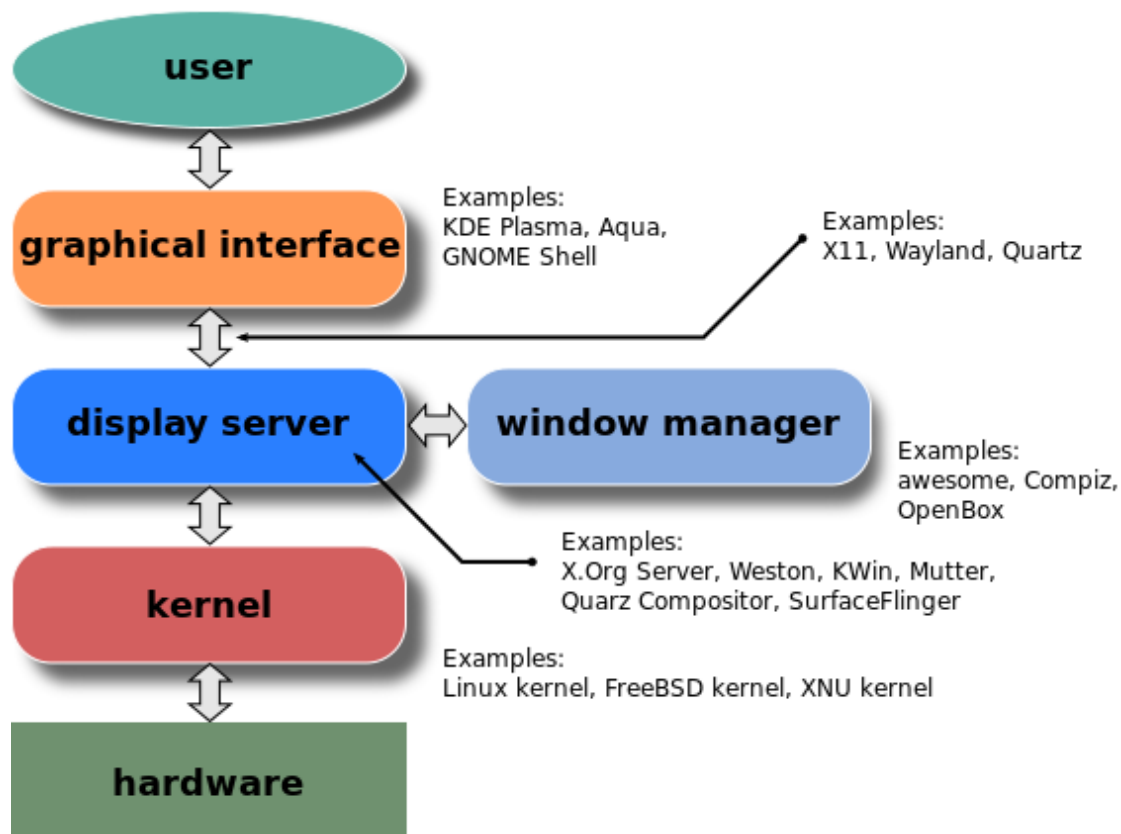 user
graphical interface
Examples:
KDE Plasma, Aqua,
GNOME Shell
Examples:
X11, Wayland, Quartz
display server
window manager
Examples:
awesome, Compiz,
OpenBox
Examples:
X.Org Server, Weston, KWin, Mutter,
Quarz Compositor, SurfaceFlinger
kernel
Examples:
Linux kernel, FreeBSD kernel, XNU kernel
hardware